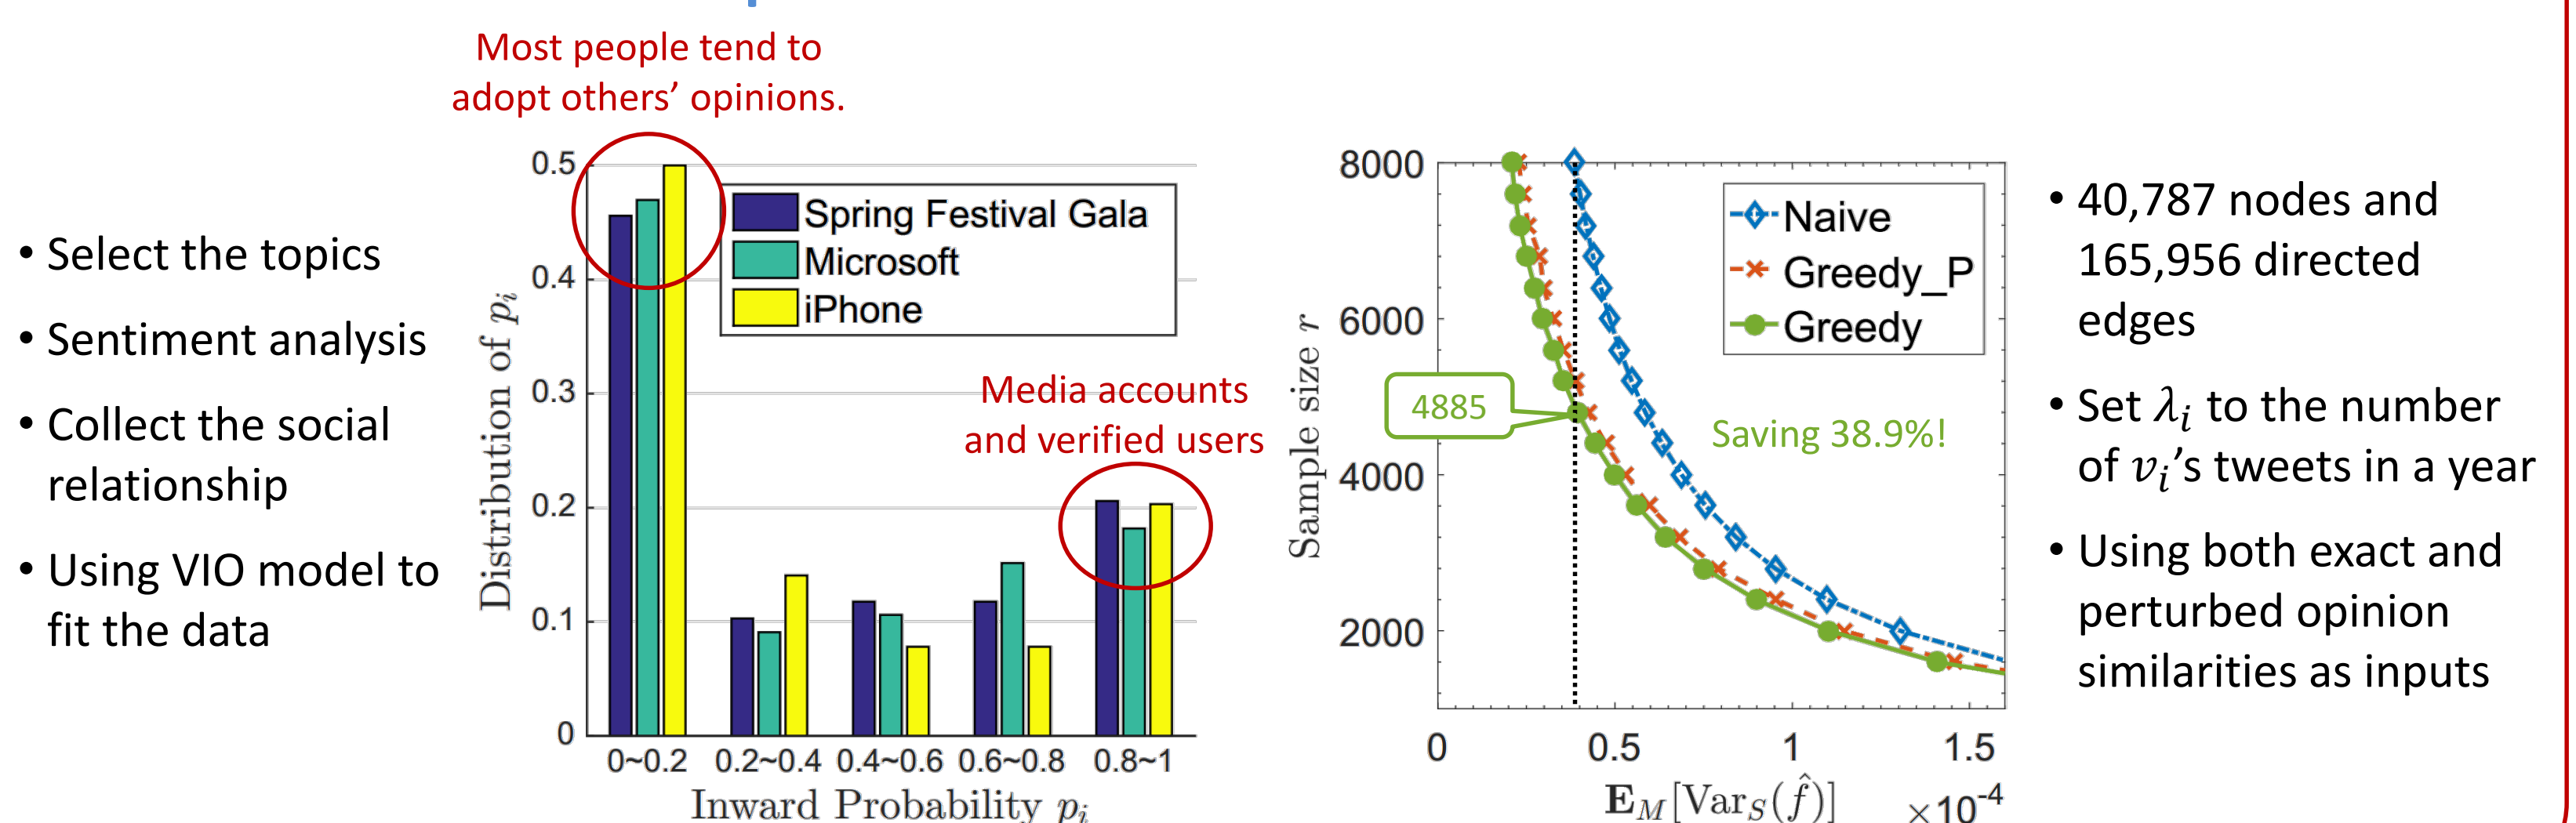 • Select the topics
• Sentiment analysis
• Collect the social
relationship
• Using VIO model to
fit the data
Most people tend to
adopt others’ opinions.
Distribution of p_i
0.5
0.4
0.3
0.2
0.1
0
Spring Festival Gala
Microsoft
iPhone
Media accounts
and verified users
0~0.2 0.2~0.4 0.4~0.6 0.6~0.8 0.8~1
Inward Probability p_i
Sample size r
8000
6000
4000
2000
Naive
Greedy_P
Greedy
4885
Saving 38.9%!
0 0.5 1 1.5
E_M[Var_S(f̂)]
×10^-4
• 40,787 nodes and
165,956 directed
edges
• Set λ_i to the number
of v_i’s tweets in a year
• Using both exact and
perturbed opinion
similarities as inputs